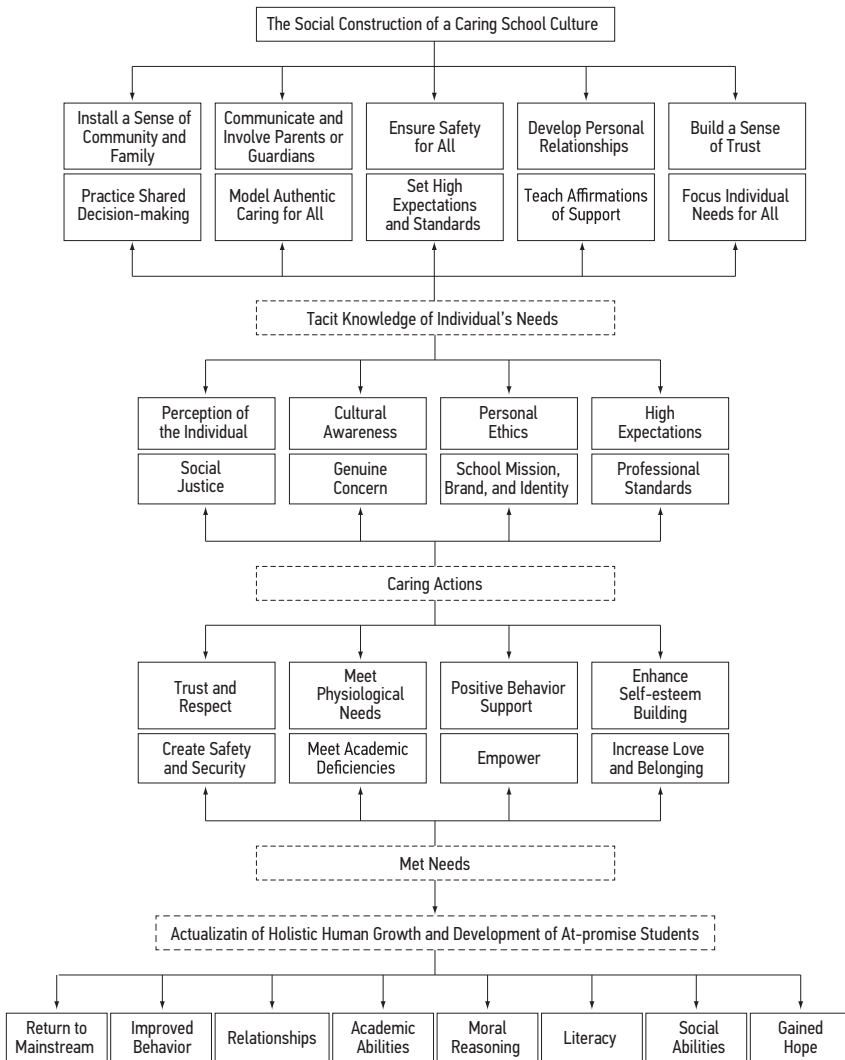 The Social Construction of a Caring School Culture
Install a Sense of
Community and
Family
Communicate and
Involve Parents or
Guardians
Ensure Safety
for All
Develop Personal
Relationships
Build a Sense
of Trust
Practice Shared
Decision-making
Model Authentic
Caring for All
Set High
Expectations
and Standards
Teach Affirmations
of Support
Focus Individual
Needs for All
Tacit Knowledge of Individual's Needs
Perception of
the Individual
Cultural
Awareness
Personal
Ethics
High
Expectations
Social
Justice
Genuine
Concern
School Mission,
Brand, and Identity
Professional
Standards
Caring Actions
Trust and
Respect
Meet
Physiological
Needs
Positive Behavior
Support
Enhance
Self-esteem
Building
Create Safety
and Security
Meet Academic
Deficiencies
Empower
Increase Love
and Belonging
Met Needs
Actualizatin of Holistic Human Growth and Development of At-promise Students
Return to
Mainstream
Improved
Behavior
Relationships
Academic
Abilities
Moral
Reasoning
Literacy
Social
Abilities
Gained
Hope